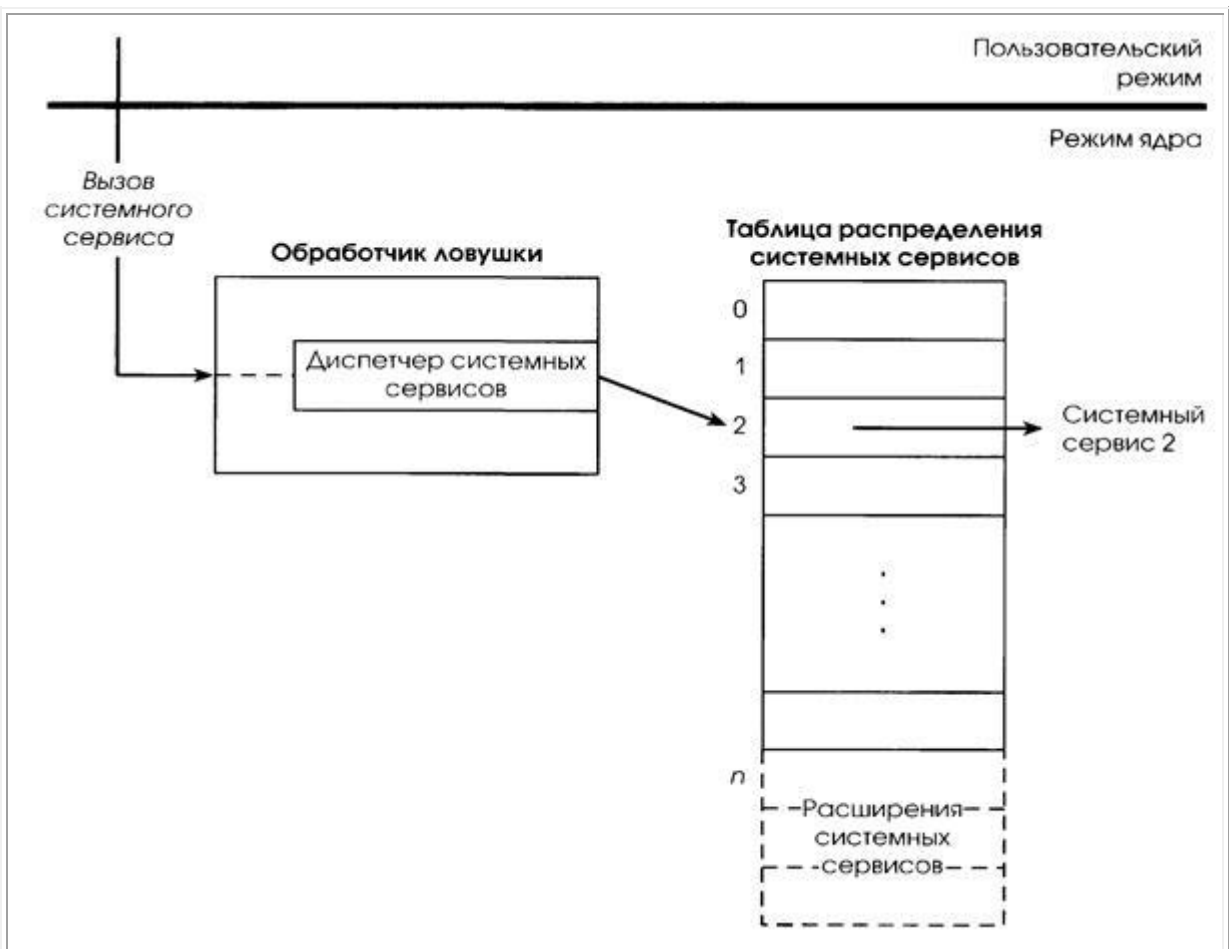 Пользовательский
режим
Режим ядра
Вызов
системного
сервиса
Обработчик ловушки
Диспетчер системных
сервисов
Таблица распределения
системных сервисов
0
1
2
3
n
Системный
сервис 2
Расширения
системных
сервисов